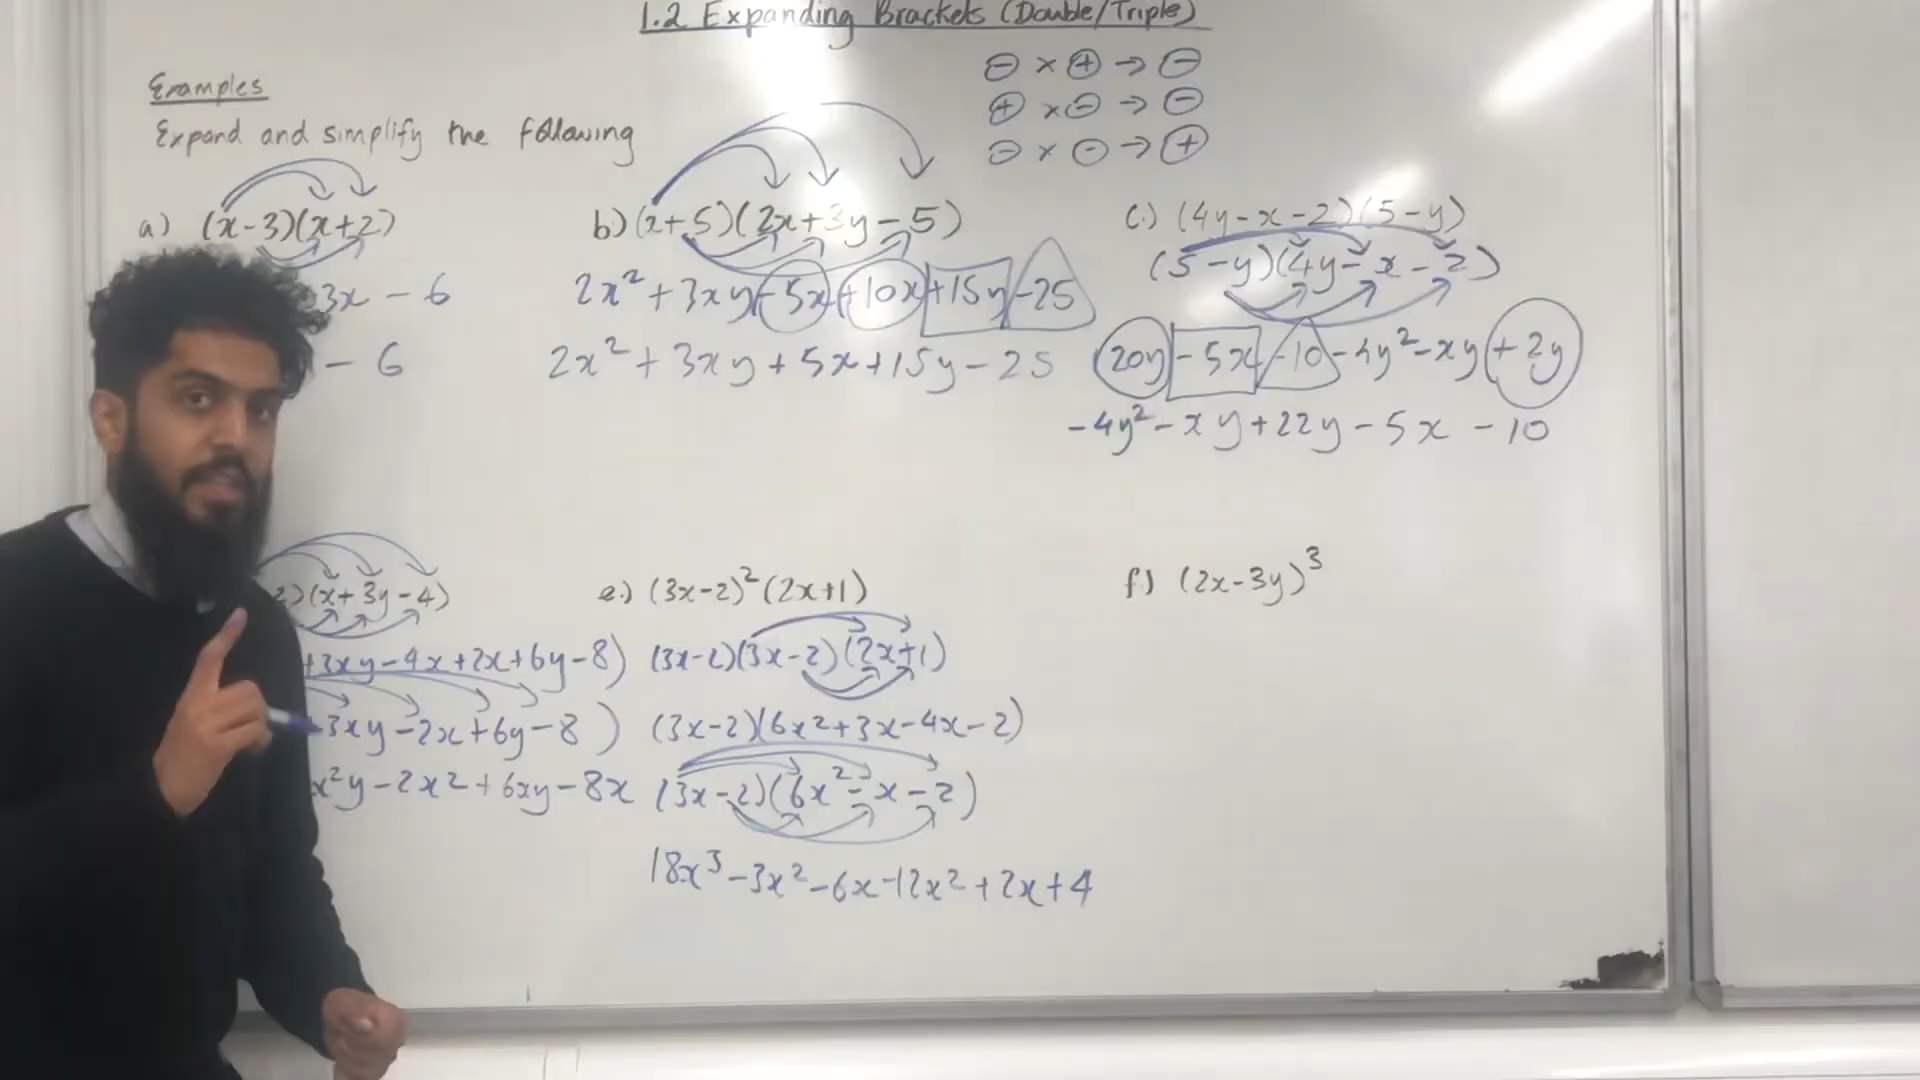 1.2 Expanding Brackets (Double/Triple)
⊖ × ⊕ → ⊖
⊕ × ⊖ → ⊖
⊖ × ⊖ → ⊕
Examples
Expand and simplify the following
a.) (x-3)(x+2)
3x - 6
- 6
b.) (x+5)(2x+3y-5)
2x² + 3xy - 5x + 10x + 15y - 25
2x² + 3xy + 5x + 15y - 25
c.) (4y-x-2)(5-y)
(5-y)(4y-x-2)
20y - 5x - 10 - 4y² - xy + 2y
-4y² - xy + 22y - 5x - 10
2)(x+3y-4)
+3xy-4x+2x+6y-8)
3xy-2x+6y-8)
x²y-2x²+6xy-8x
e.) (3x-2)²(2x+1)
(3x-2)(3x-2)(2x+1)
(3x-2)(6x²+3x-4x-2)
(3x-2)(6x²-x-2)
18x³-3x²-6x-12x²+2x+4
f.) (2x-3y)³